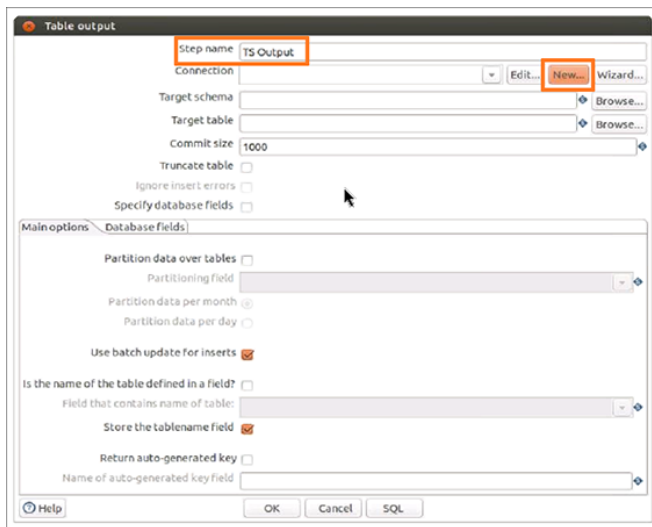 Table output
Step name TS Output
Connection Edit... New... Wizard...
Target schema Browse...
Target table Browse...
Commit size 1000
Truncate table
Ignore insert errors
Specify database fields
Main options Database fields
Partition data over tables
Partitioning field
Partition data per month
Partition data per day
Use batch update for inserts
Is the name of the table defined in a field?
Field that contains name of table:
Store the tablename field
Return auto-generated key
Name of auto-generated key field
Help OK Cancel SQL